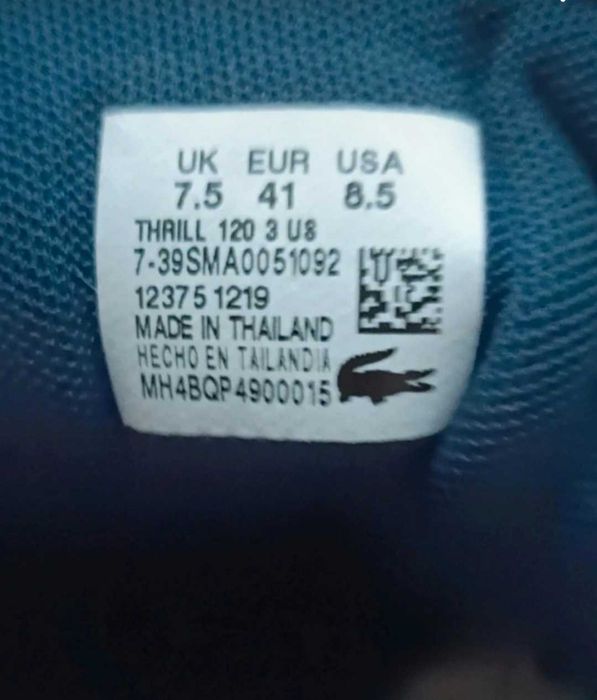 UK EUR USA
7.5 41 8.5
THRILL 120 3 U8
7-39SMA0051092
12375 1219
MADE IN THAILAND
HECHO EN TAILANDIA
MH4BQP4900015